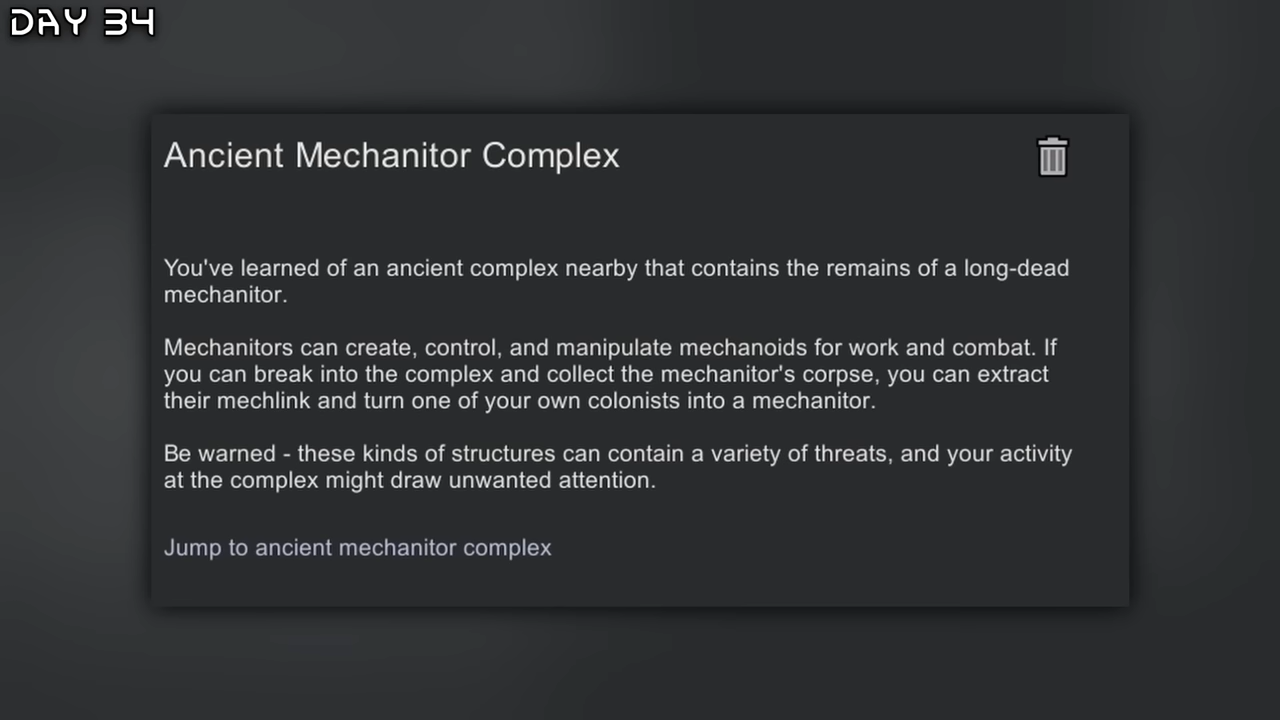 DAY 34
Ancient Mechanitor Complex
You've learned of an ancient complex nearby that contains the remains of a long-dead
mechanitor.
Mechanitors can create, control, and manipulate mechanoids for work and combat. If
you can break into the complex and collect the mechanitor's corpse, you can extract
their mechlink and turn one of your own colonists into a mechanitor.
Be warned - these kinds of structures can contain a variety of threats, and your activity
at the complex might draw unwanted attention.
Jump to ancient mechanitor complex